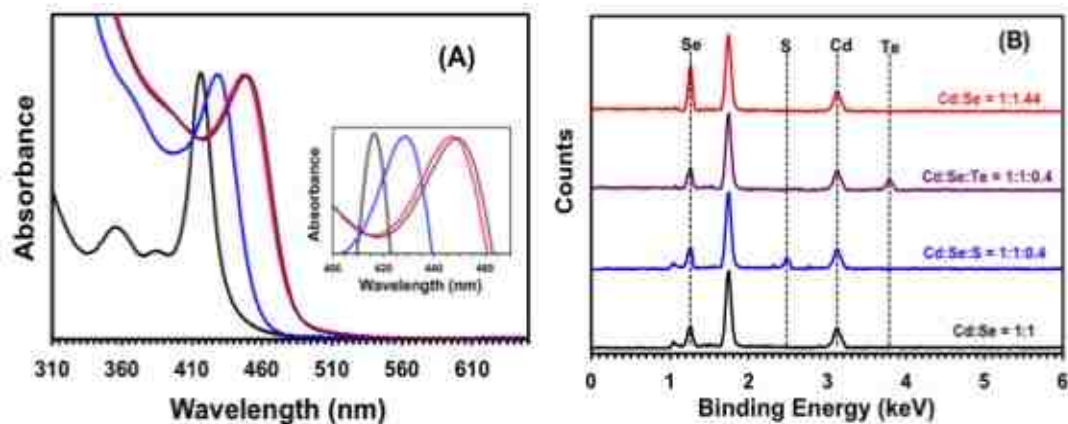 (A)
Absorbance
Absorbance
400 420 440 460
Wavelength (nm)
310 360 410 460 510 560 610
Wavelength (nm)
(B)
Se S Cd Te
Counts
Cd:Se = 1:1.44
Cd:Se:Te = 1:1:0.4
Cd:Se:S = 1:1:0.4
Cd:Se = 1:1
0 1 2 3 4 5 6
Binding Energy (keV)